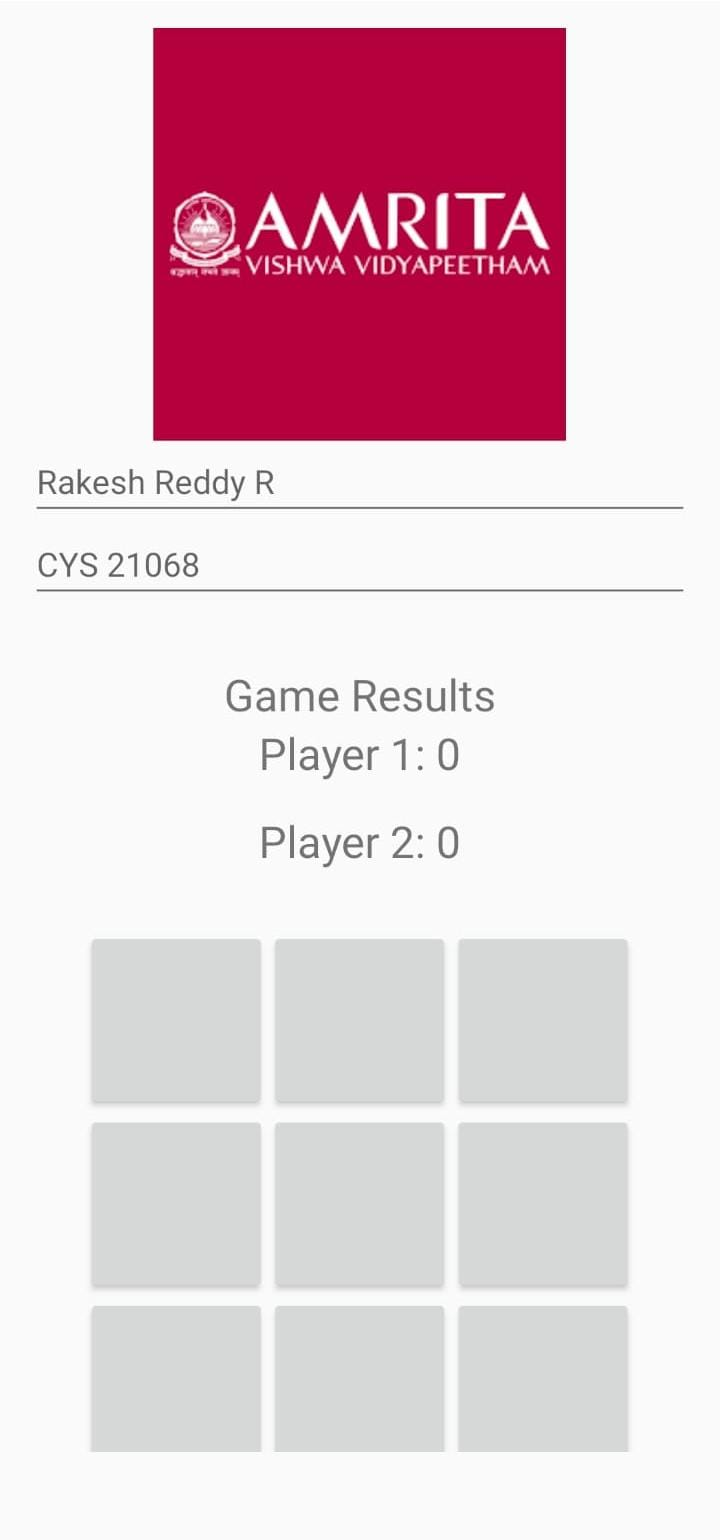 AMRITA
VISHWA VIDYAPEETHAM
Rakesh Reddy R
CYS 21068
Game Results
Player 1: 0
Player 2: 0